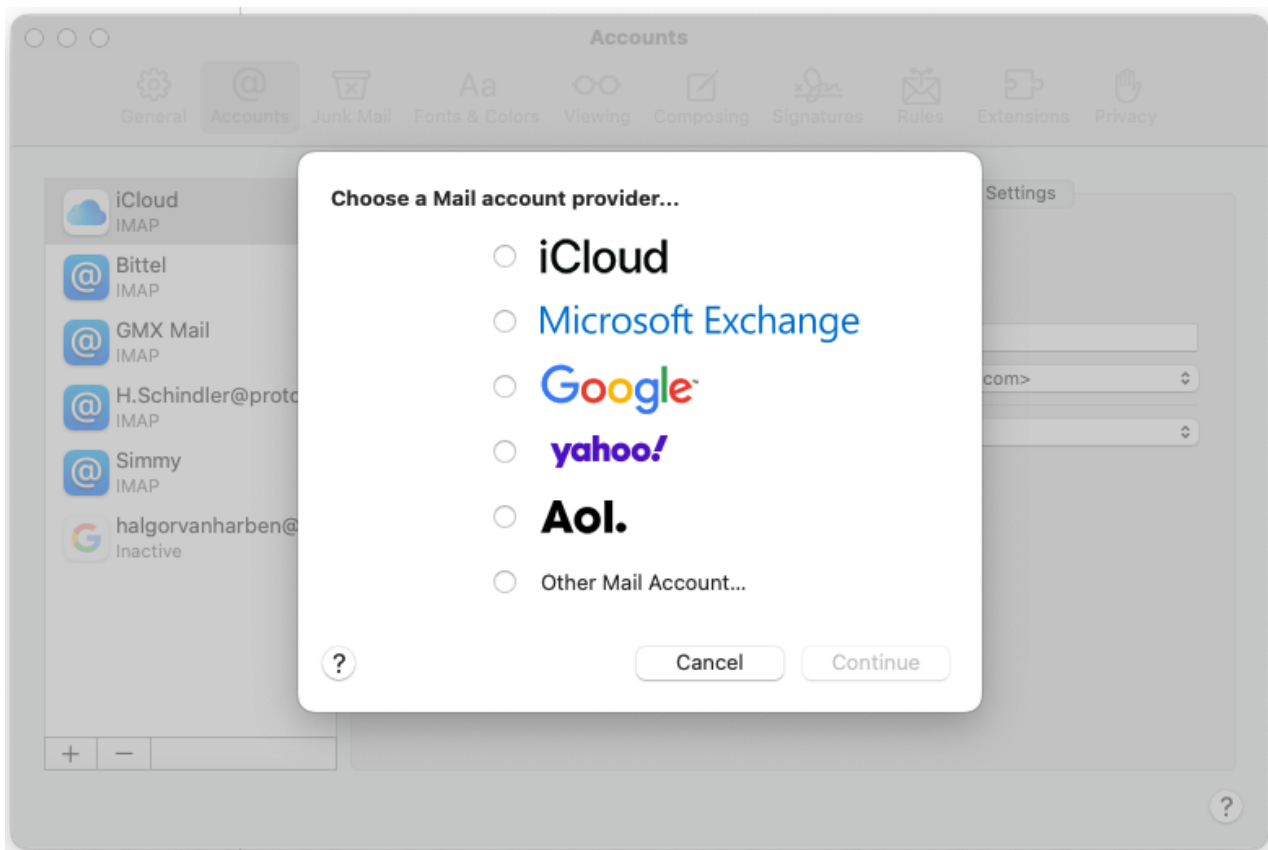 Accounts
General Accounts Junk Mail Fonts & Colors Viewing Composing Signatures Rules Extensions Privacy
iCloud
IMAP
Bittel
IMAP
GMX Mail
IMAP
H.Schindler@proto
IMAP
Simmy
IMAP
halgorvanharben@
Inactive
Settings
com>
Choose a Mail account provider...
iCloud
Microsoft Exchange
Google
yahoo!
Aol.
Other Mail Account...
? Cancel Continue
+ −
?